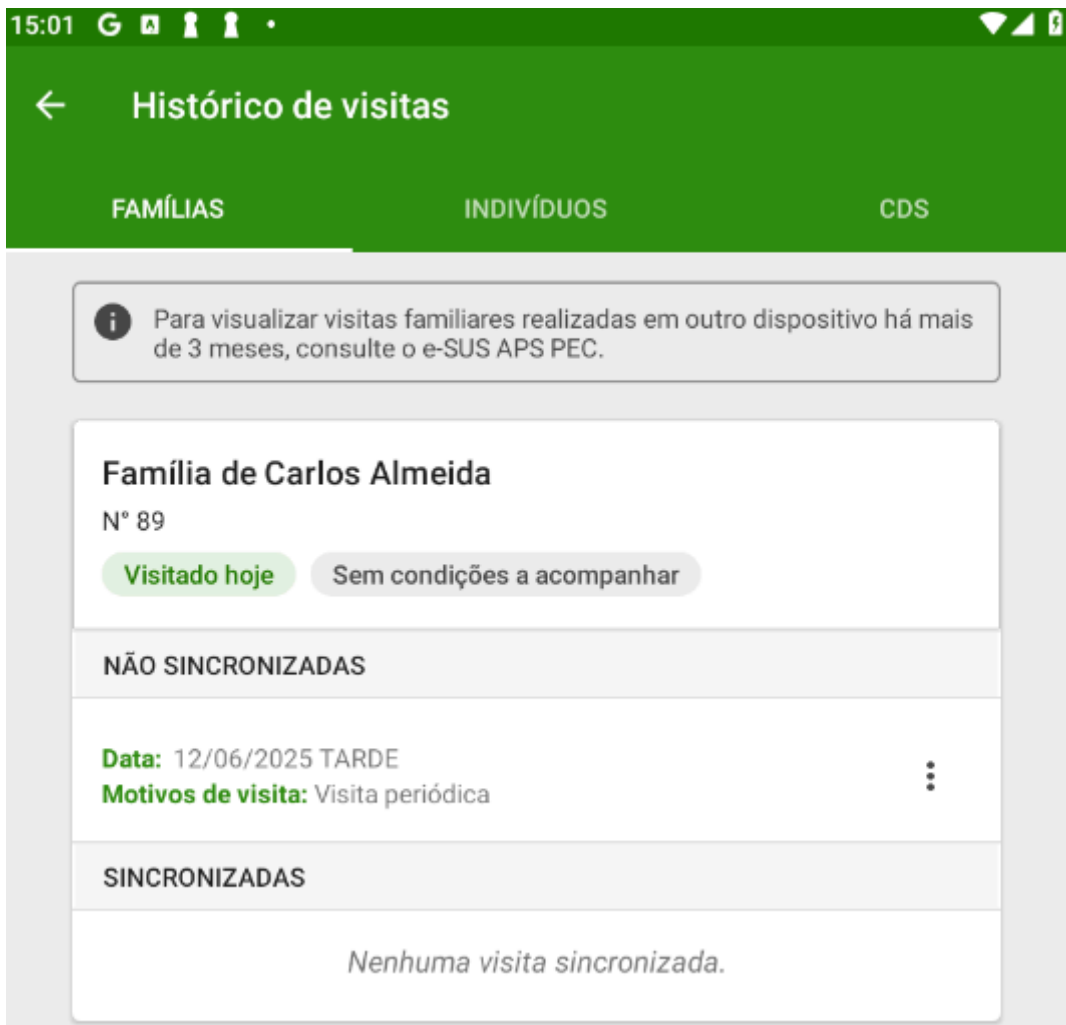 15:01
Histórico de visitas
FAMÍLIAS INDIVÍDUOS CDS
Para visualizar visitas familiares realizadas em outro dispositivo há mais
de 3 meses, consulte o e-SUS APS PEC.
Família de Carlos Almeida
N° 89
Visitado hoje Sem condições a acompanhar
NÃO SINCRONIZADAS
Data: 12/06/2025 TARDE
Motivos de visita: Visita periódica
SINCRONIZADAS
Nenhuma visita sincronizada.